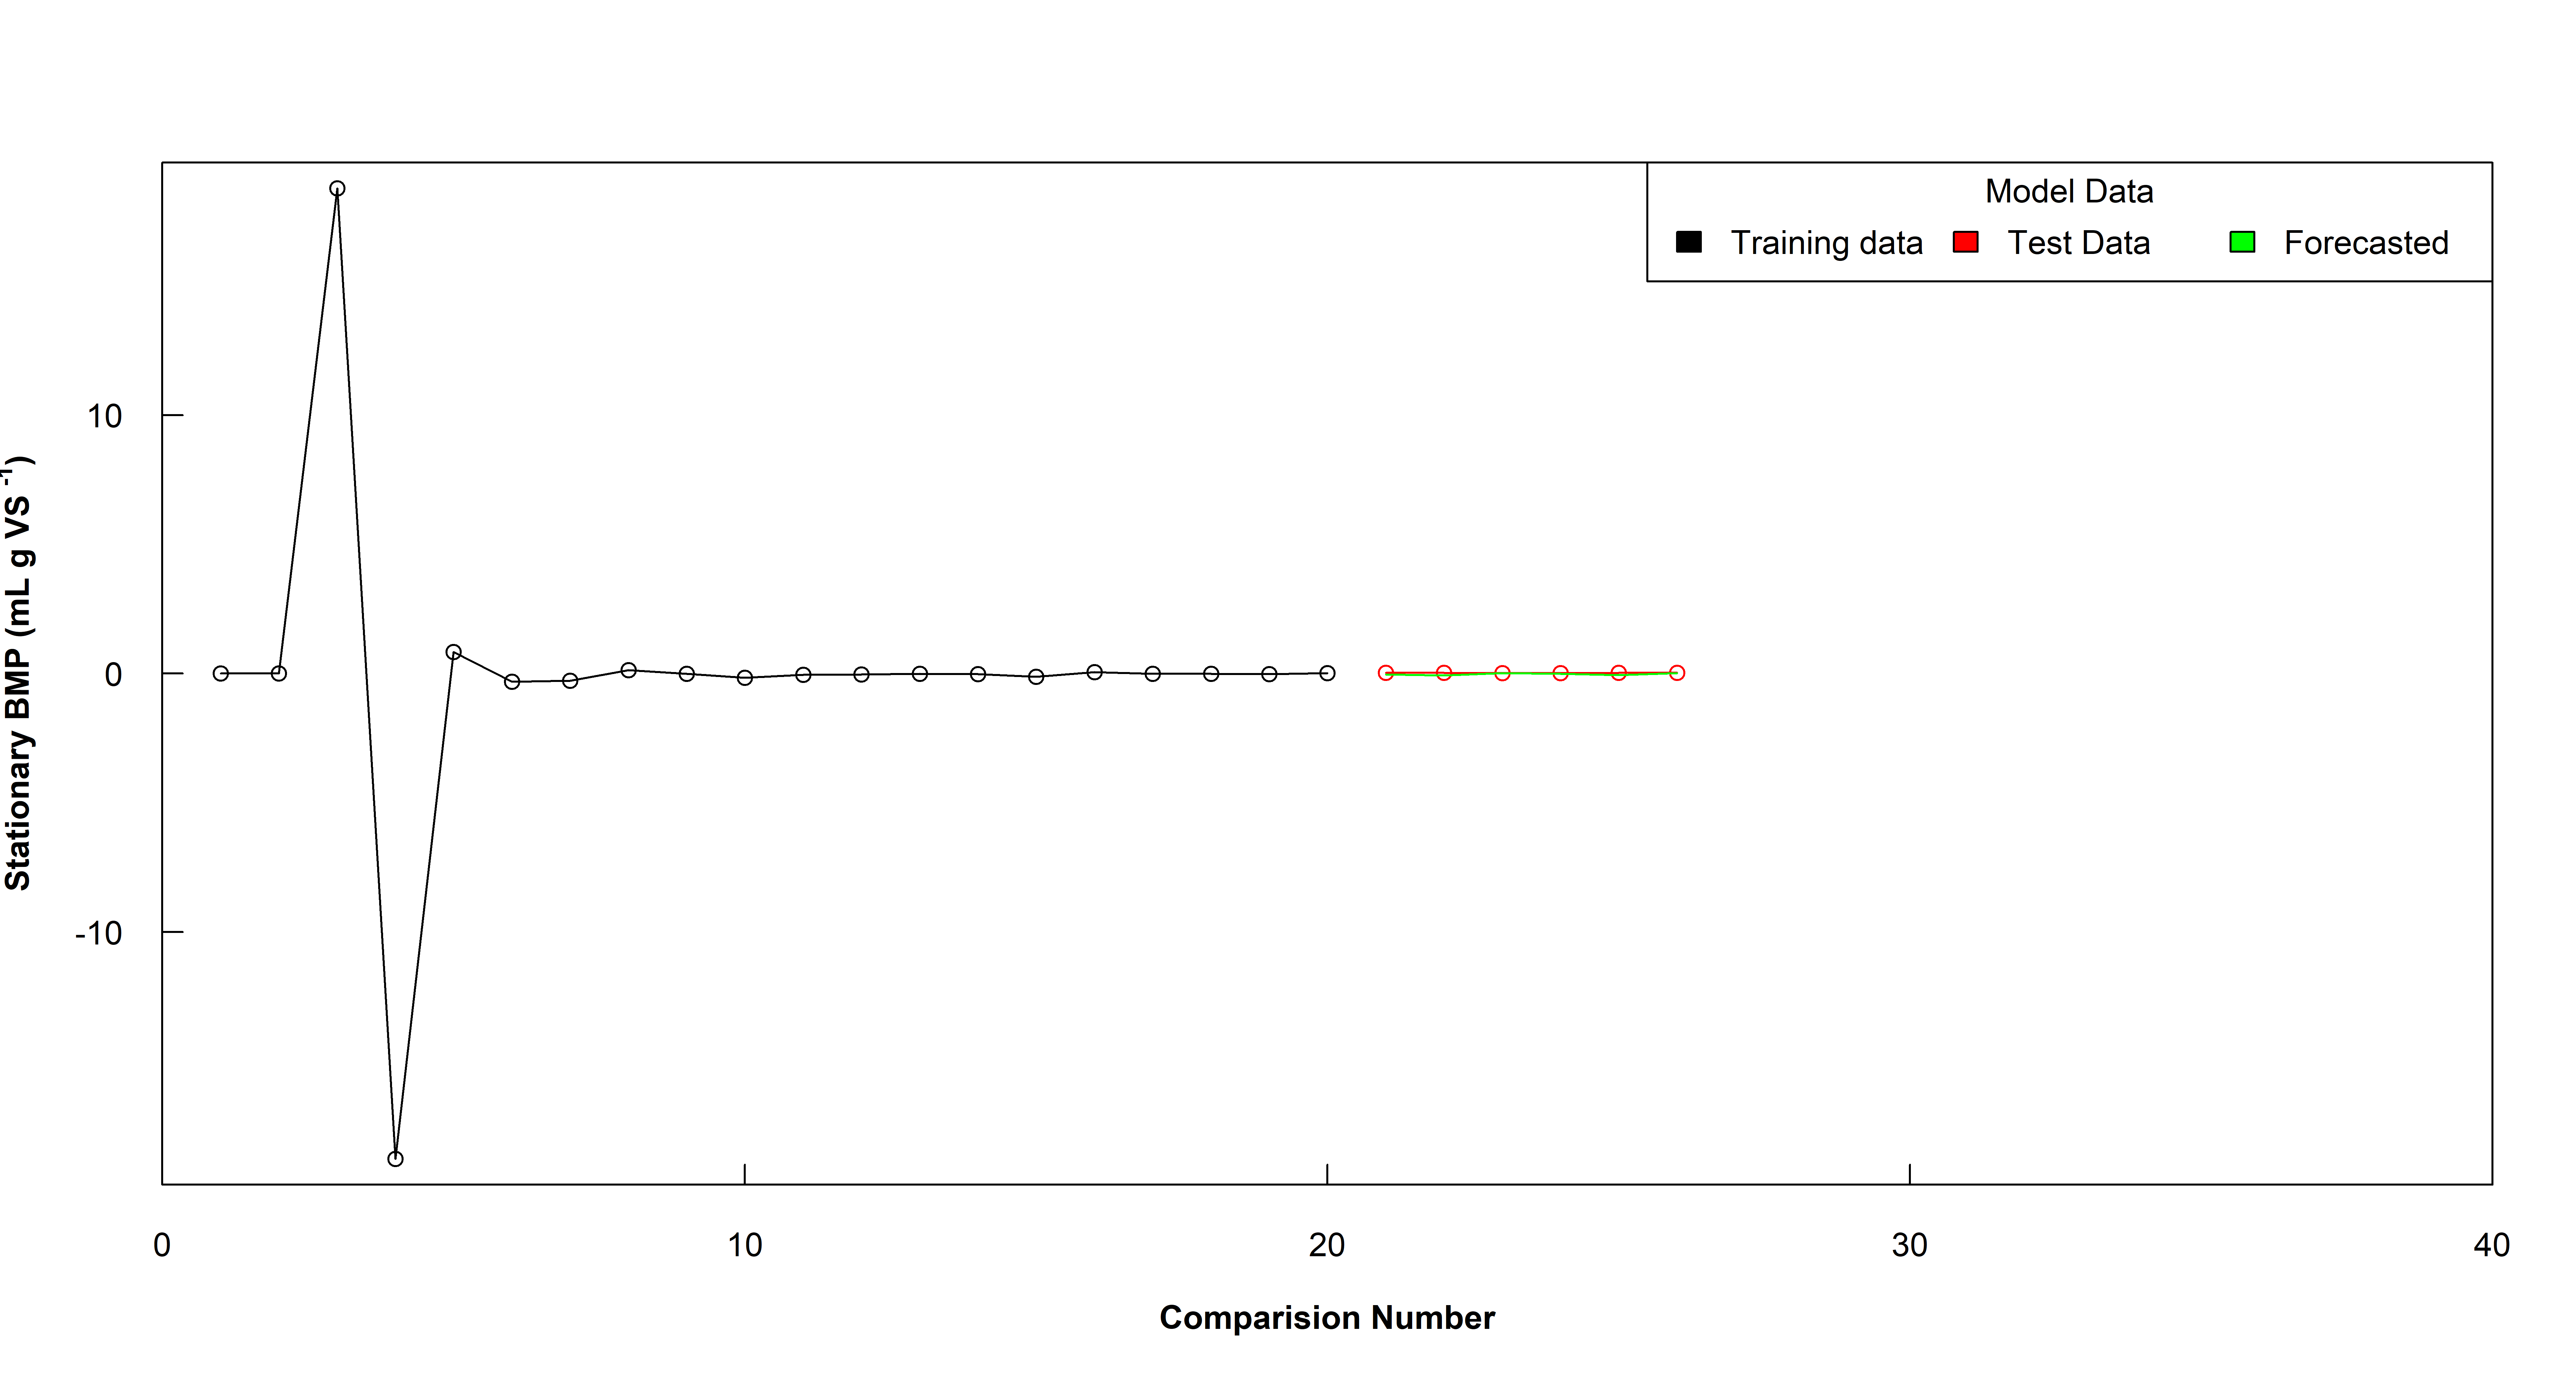 Model Data
Training data
Test Data
Forecasted
10
0
-10
Stationary BMP (mL g VS -1)
0
10
20
30
40
Comparision Number